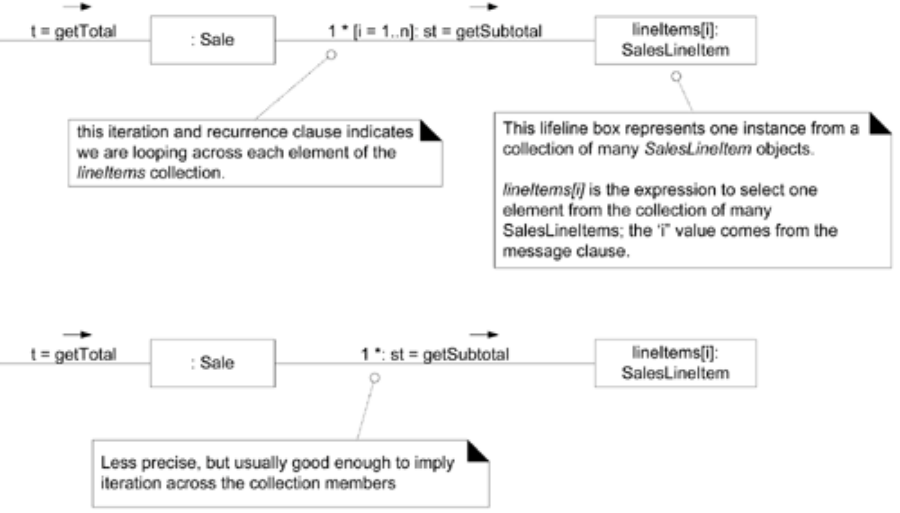 t = getTotal
: Sale
1 * [i = 1..n]: st = getSubtotal
lineItems[i]:
SalesLineItem
this iteration and recurrence clause indicates
we are looping across each element of the
lineItems collection.
This lifeline box represents one instance from a
collection of many SalesLineItem objects.
lineItems[i] is the expression to select one
element from the collection of many
SalesLineItems; the 'i" value comes from the
message clause.
t = getTotal
: Sale
1 *: st = getSubtotal
lineItems[i]:
SalesLineItem
Less precise, but usually good enough to imply
iteration across the collection members